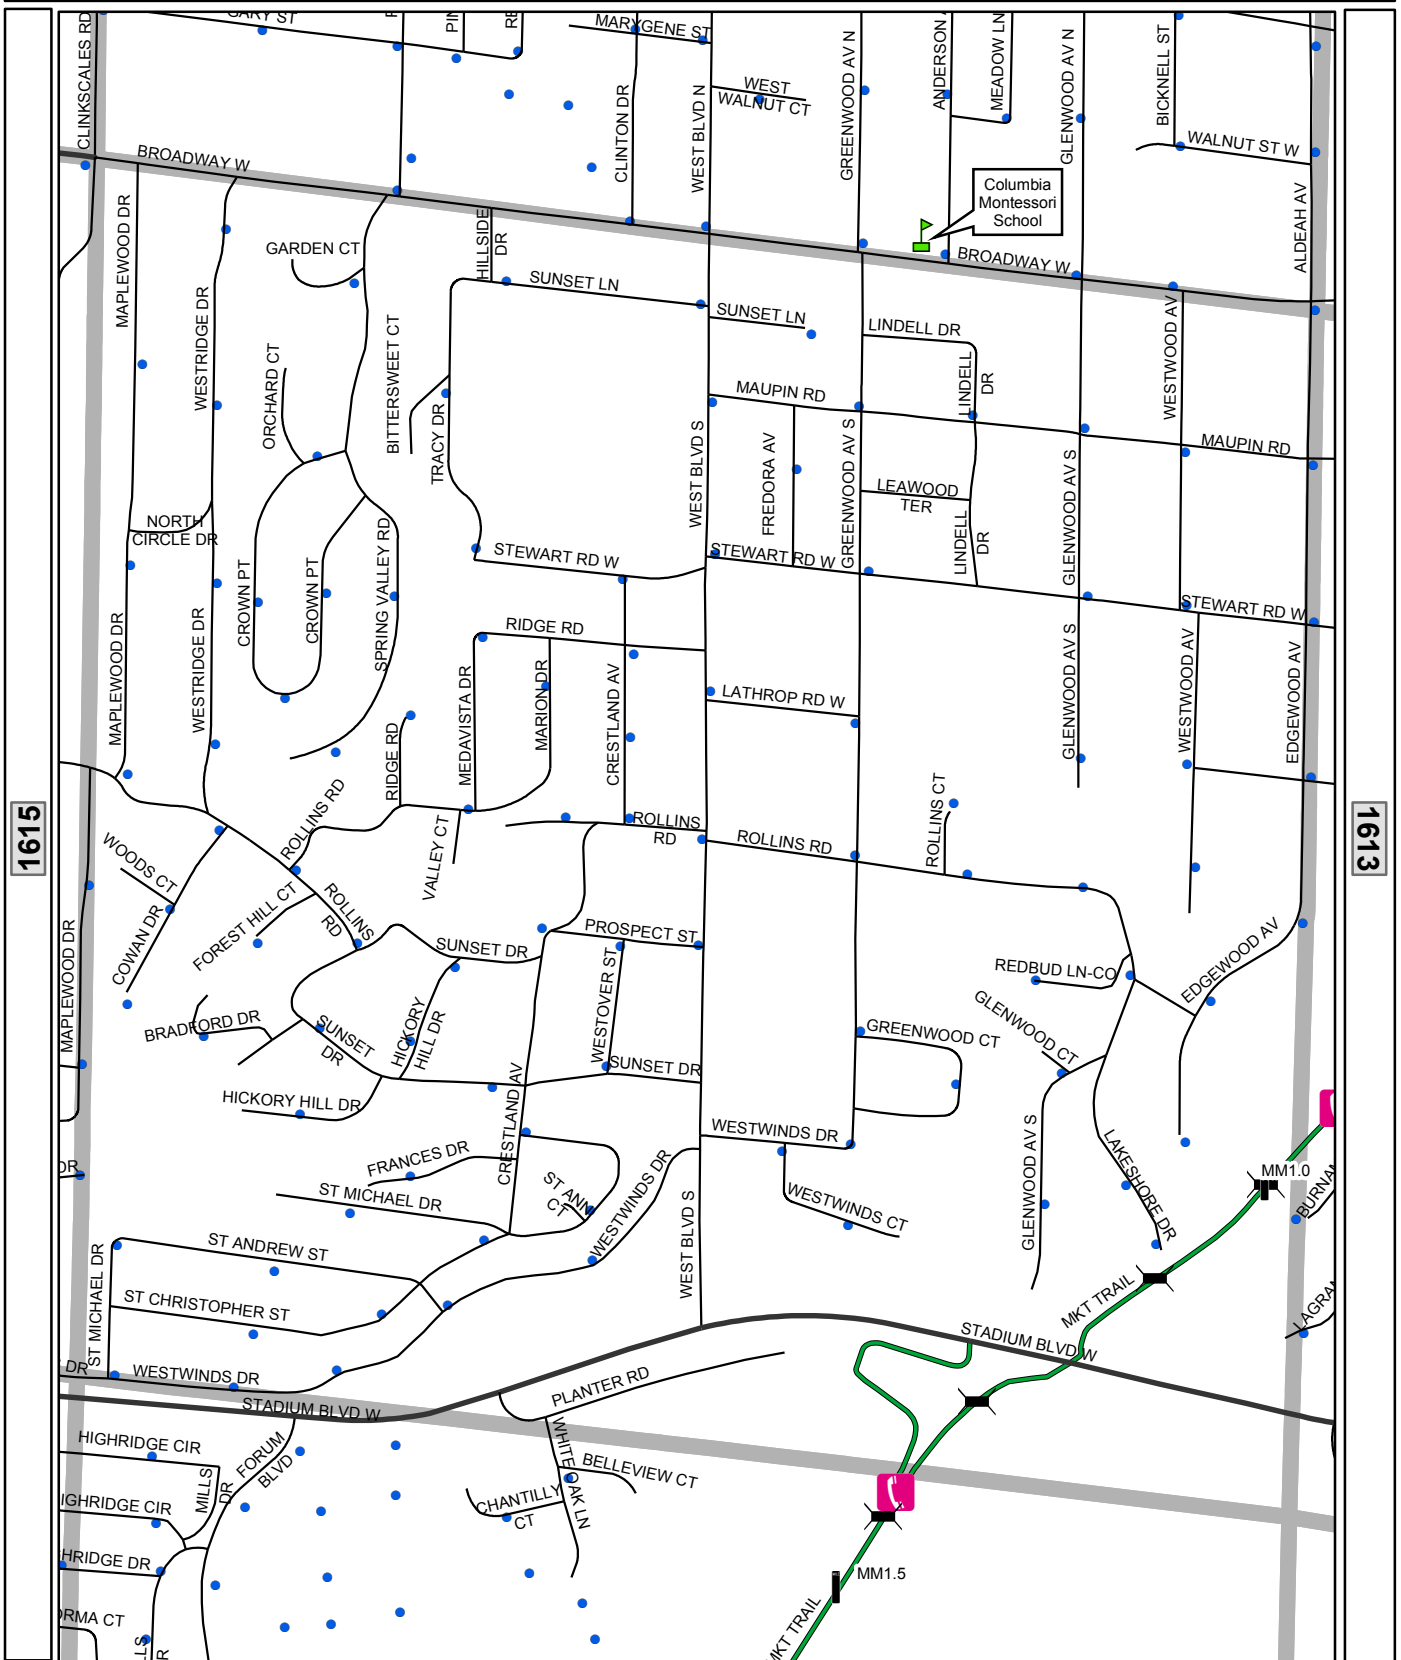 GARY ST
MARYGENE ST
CLINKSCALES RD
WEST
WALNUT CT
CLINTON DR
WEST BLVD N
GREENWOOD AV N
ANDERSON
MEADOW LN
GLENWOOD AV N
BICKNELL ST
WALNUT ST W
BROADWAY W
Columbia
Montessori
School
BROADWAY W
ALDEAH AV
MAPLEWOOD DR
WESTRIDGE DR
GARDEN CT
HILLSIDE
DR
SUNSET LN
SUNSET LN
LINDELL DR
LINDELL
DR
WESTWOOD AV
ORCHARD CT
BITTERSWEET CT
TRACY DR
MAUPIN RD
MAUPIN RD
WEST BLVD S
FREDORA AV
GREENWOOD AV S
LEAWOOD
TER
LINDELL
DR
GLENWOOD AV S
NORTH
CIRCLE DR
CROWN PT
CROWN PT
SPRING VALLEY RD
STEWART RD W
STEWART RD W
STEWART RD W
MAPLEWOOD DR
WESTRIDGE DR
RIDGE RD
MEDAVISTA DR
MARION DR
CRESTLAND AV
LATHROP RD W
GLENWOOD AV S
WESTWOOD AV
EDGEWOOD AV
RIDGE RD
ROLLINS RD
VALLEY CT
ROLLINS
RD
ROLLINS RD
ROLLINS CT
1615
1613
WOODS CT
COWAN DR
FOREST HILL CT
ROLLINS
RD
SUNSET DR
PROSPECT ST
WESTOVER ST
MAPLEWOOD DR
REDBUD LN-CO
EDGEWOOD AV
GLENWOOD CT
BRADFORD DR
SUNSET
DR
HICKORY
HILL DR
SUNSET DR
GREENWOOD CT
HICKORY HILL DR
CRESTLAND AV
WESTWINDS DR
GLENWOOD AV S
LAKESHORE DR
FRANCES DR
ST MICHAEL DR
ST ANN
CT
WESTWINDS DR
WESTWINDS CT
DR
MM1.0
BURNA
ST ANDREW ST
ST CHRISTOPHER ST
ST MICHAEL DR
WEST BLVD S
MKT TRAIL
LAGRA
STADIUM BLVD W
DR
WESTWINDS DR
STADIUM BLVD W
PLANTER RD
HIGHRIDGE CIR
MILLS
DR
FORUM
BLVD
WHITE OAK LN
BELLEVIEW CT
CHANTILLY
CT
IGHRIDGE CIR
HRIDGE DR
MM1.5
ORMA CT
LLS
R
MKT TRAIL